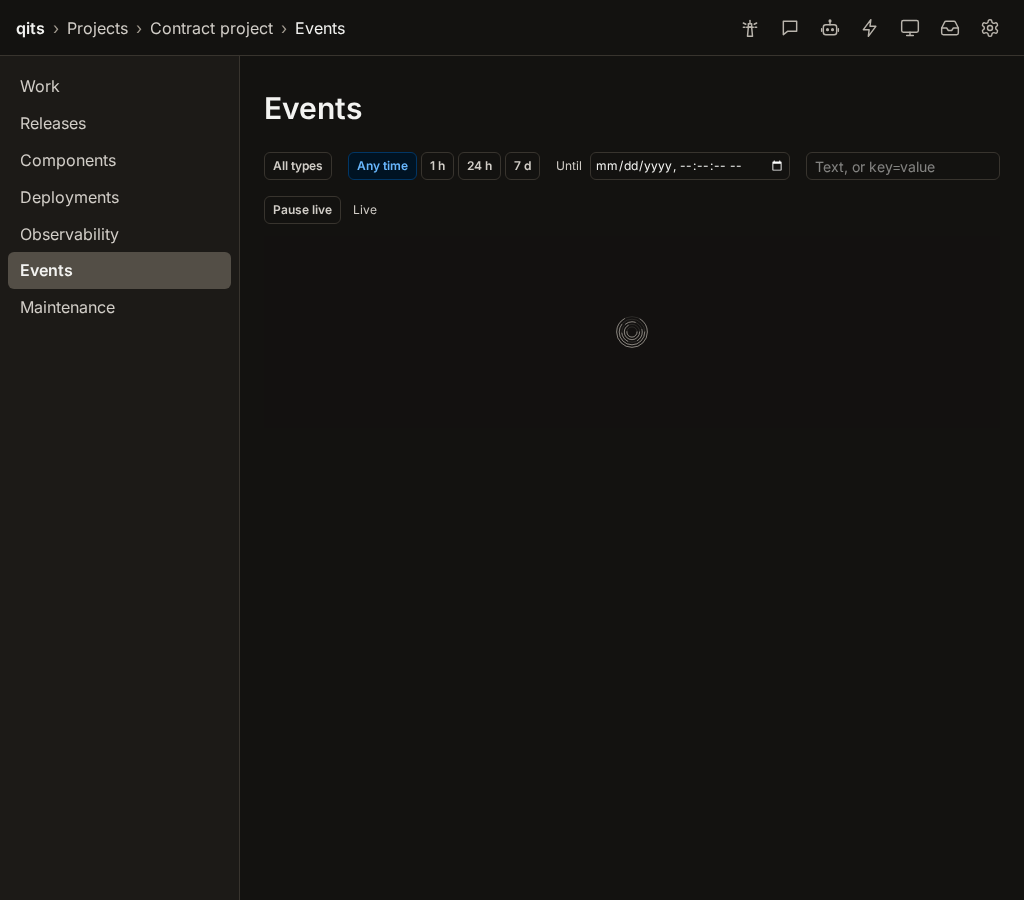 qits › Projects › Contract project › Events
Work
Releases
Components
Deployments
Observability
Events
Maintenance
Events
All types Any time 1 h 24 h 7 d Until mm/dd/yyyy, --:--:-- -- Text, or key=value
Pause live Live